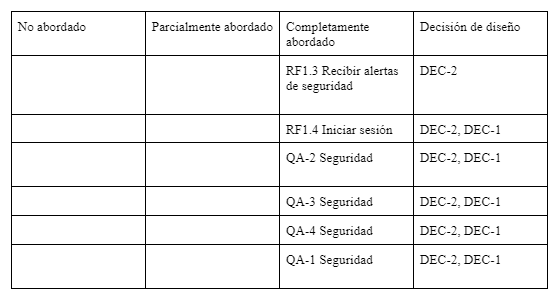 No abordado Parcialmente abordado Completamente Decisión de diseño
abordado
RF1.3 Recibir alertas DEC-2
de seguridad
RF1.4 Iniciar sesión DEC-2, DEC-1
QA-2 Seguridad DEC-2, DEC-1
QA-3 Seguridad DEC-2, DEC-1
QA-4 Seguridad DEC-2, DEC-1
QA-1 Seguridad DEC-2, DEC-1